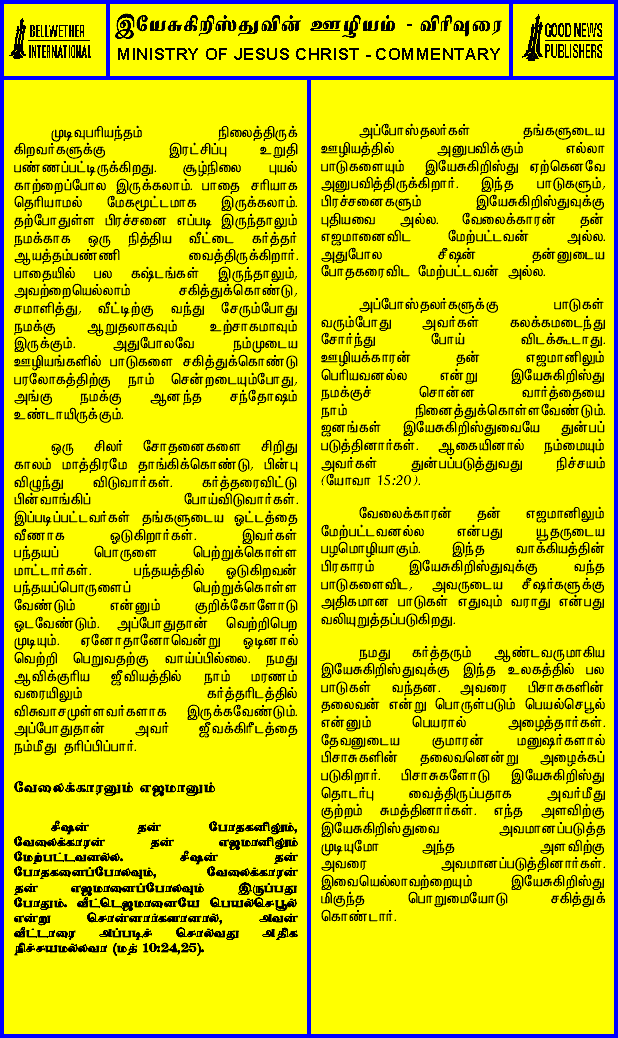 BELLWETHER
INTERNATIONAL
இயேசுகிறிஸ்துவின் ஊழியம் - விரிவுரை
MINISTRY OF JESUS CHRIST - COMMENTARY
GOOD NEWS
PUBLISHERS
முடிவுபரியந்தம் நிலைத்திருக்
கிறவர்களுக்கு இரட்சிப்பு உறுதி
பண்ணப்பட்டிருக்கிறது. சூழ்நிலை புயல்
காற்றைப்போல இருக்கலாம். பாதை சரியாக
தெரியாமல் மேகமூட்டமாக இருக்கலாம்.
தற்போதுள்ள பிரச்சனை எப்படி இருந்தாலும்
நமக்காக ஒரு நித்திய வீட்டை கர்த்தர்
ஆயத்தம்பண்ணி வைத்திருக்கிறார்.
பாதையில் பல கஷ்டங்கள் இருந்தாலும்,
அவற்றையெல்லாம் சகித்துக்கொண்டு,
சமாளித்து, வீட்டிற்கு வந்து சேரும்போது
நமக்கு ஆறுதலாகவும் உற்சாகமாவும்
இருக்கும். அதுபோலவே நம்முடைய
ஊழியங்களில் பாடுகளை சகித்துக்கொண்டு
பரலோகத்திற்கு நாம் சென்றடையும்போது,
அங்கு நமக்கு ஆனந்த சந்தோஷம்
உண்டாயிருக்கும்.
ஒரு சிலர் சோதனைகளை சிறிது
காலம் மாத்திரமே தாங்கிக்கொண்டு, பின்பு
விழுந்து விடுவார்கள். கர்த்தரைவிட்டு
பின்வாங்கிப் போய்விடுவார்கள்.
இப்படிப்பட்டவர்கள் தங்களுடைய ஓட்டத்தை
வீணாக ஓடுகிறார்கள். இவர்கள்
பந்தயப் பொருளை பெற்றுக்கொள்ள
மாட்டார்கள். பந்தயத்தில் ஓடுகிறவன்
பந்தயப்பொருளைப் பெற்றுக்கொள்ள
வேண்டும் என்னும் குறிக்கோளோடு
ஓடவேண்டும். அப்போதுதான் வெற்றிபெற
முடியும். ஏனோதானோவென்று ஓடினால்
வெற்றி பெறுவதற்கு வாய்ப்பில்லை. நமது
ஆவிக்குரிய ஜீவியத்தில் நாம் மரணம்
வரையிலும் கர்த்தரிடத்தில்
விசுவாசமுள்ளவர்களாக இருக்கவேண்டும்.
அப்போதுதான் அவர் ஜீவக்கிரீடத்தை
நம்மீது தரிப்பிப்பார்.
வேலைக்காரனும் எஜமானும்
சீஷன் தன் போதகனிலும்,
வேலைக்காரன் தன் எஜமானிலும்
மேற்பட்டவனல்ல. சீஷன் தன்
போதகனைப்போலவும், வேலைக்காரன்
தன் எஜமானைப்போலவும் இருப்பது
போதும். வீட்டெஜமானையே பெயல்செபூல்
என்று சொன்னார்களானால், அவன்
வீட்டாரை அப்படிச் சொல்வது அதிக
நிச்சயமல்லவா (மத் 10:24,25).
அப்போஸ்தலர்கள் தங்களுடைய
ஊழியத்தில் அனுபவிக்கும் எல்லா
பாடுகளையும் இயேசுகிறிஸ்து ஏற்கெனவே
அனுபவித்திருக்கிறார். இந்த பாடுகளும்,
பிரச்சனைகளும் இயேசுகிறிஸ்துவுக்கு
புதியவை அல்ல. வேலைக்காரன் தன்
எஜமானைவிட மேற்பட்டவன் அல்ல.
அதுபோல சீஷன் தன்னுடைய
போதகரைவிட மேற்பட்டவன் அல்ல.
அப்போஸ்தலர்களுக்கு பாடுகள்
வரும்போது அவர்கள் கலக்கமடைந்து
சோர்ந்து போய் விடக்கூடாது.
ஊழியக்காரன் தன் எஜமானிலும்
பெரியவனல்ல என்று இயேசுகிறிஸ்து
நமக்குச் சொன்ன வார்த்தையை
நாம் நினைத்துக்கொள்ளவேண்டும்.
ஜனங்கள் இயேசுகிறிஸ்துவையே துன்பப்
படுத்தினார்கள். ஆகையினால் நம்மையும்
அவர்கள் துன்பப்படுத்துவது நிச்சயம்
(யோவா 15:20).
வேலைக்காரன் தன் எஜமானிலும்
மேற்பட்டவனல்ல என்பது யூதருடைய
பழமொழியாகும். இந்த வாக்கியத்தின்
பிரகாரம் இயேசுகிறிஸ்துவுக்கு வந்த
பாடுகளைவிட, அவருடைய சீஷர்களுக்கு
அதிகமான பாடுகள் எதுவும் வராது என்பது
வலியுறுத்தப்படுகிறது.
நமது கர்த்தரும் ஆண்டவருமாகிய
இயேசுகிறிஸ்துவுக்கு இந்த உலகத்தில் பல
பாடுகள் வந்தன. அவரை பிசாசுகளின்
தலைவன் என்று பொருள்படும் பெயல்செபூல்
என்னும் பெயரால் அழைத்தார்கள்.
தேவனுடைய குமாரன் மனுஷர்களால்
பிசாசுகளின் தலைவனென்று அழைக்கப்
படுகிறார். பிசாசுகளோடு இயேசுகிறிஸ்து
தொடர்பு வைத்திருப்பதாக அவர்மீது
குற்றம் சுமத்தினார்கள். எந்த அளவிற்கு
இயேசுகிறிஸ்துவை அவமானப்படுத்த
முடியுமோ அந்த அளவிற்கு
அவரை அவமானப்படுத்தினார்கள்.
இவையெல்லாவற்றையும் இயேசுகிறிஸ்து
மிகுந்த பொறுமையோடு சகித்துக்
கொண்டார்.